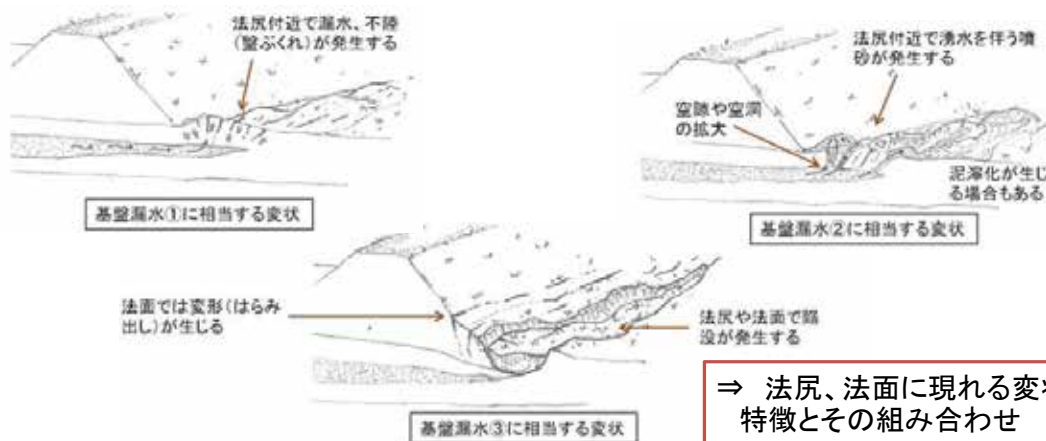 法尻付近で漏水、不陸
(盤ぶくれ)が発生する
基盤漏水①に相当する変状
法尻付近で湧水を伴う噴
砂が発生する
空隙や空洞
の拡大
泥濘化が生じ
る場合もある
基盤漏水②に相当する変状
法面では変形(はらみ
出し)が生じる
法尻や法面で陥
没が発生する
基盤漏水③に相当する変状
⇒ 法尻、法面に現れる変状
特徴とその組み合わせ